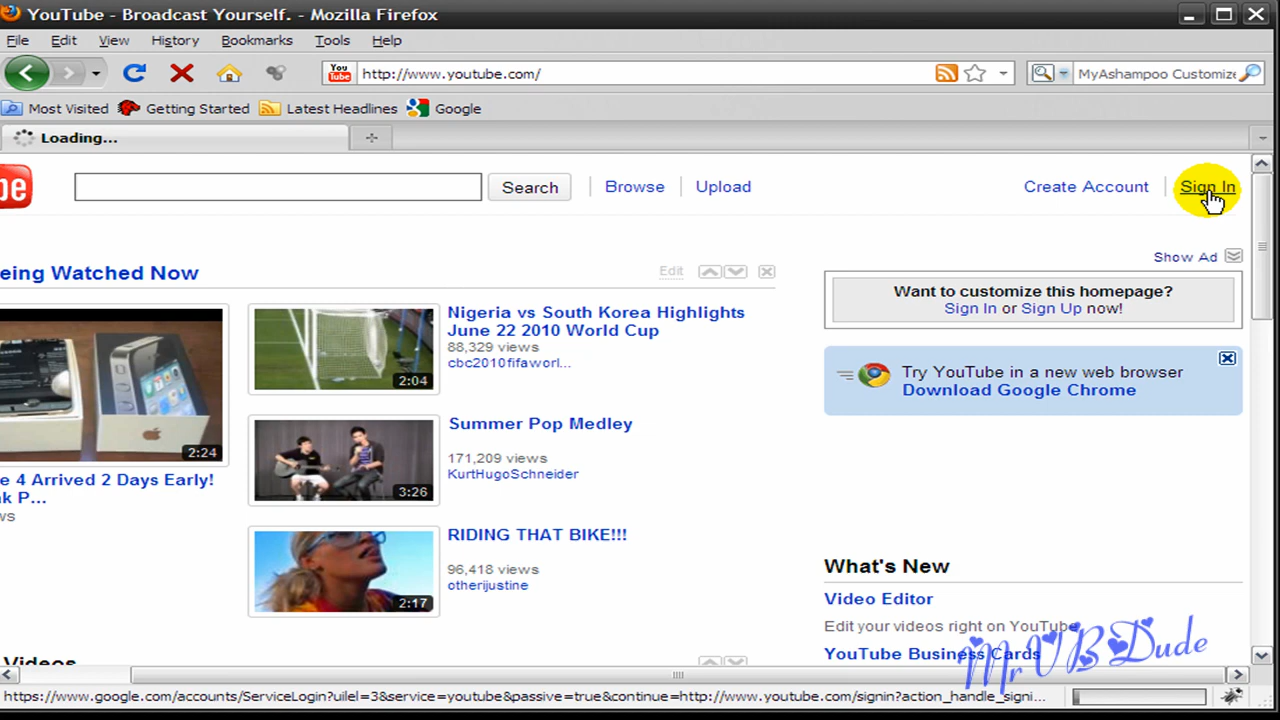 YouTube - Broadcast Yourself. - Mozilla Firefox
File Edit View History Bookmarks Tools Help
You Tube http://www.youtube.com/ MyAshampoo Customize
Most Visited Getting Started Latest Headlines Google
Loading...
be Search Browse Upload Create Account Sign In
Show Ad
eing Watched Now Edit
Want to customize this homepage?
Sign In or Sign Up now!
Nigeria vs South Korea Highlights
June 22 2010 World Cup
88,329 views
cbc2010fifaworl...
2:04
Try YouTube in a new web browser
Download Google Chrome
2:24
e 4 Arrived 2 Days Early!
nk P...
ws
Summer Pop Medley
171,209 views
KurtHugoSchneider
3:26
RIDING THAT BIKE!!!
96,418 views
otherijustine
2:17
What's New
Video Editor
Edit your videos right on YouTube
YouTube Business Cards
MrVBDude
Videos
https://www.google.com/accounts/ServiceLogin?uilel=3&service=youtube&passive=true&continue=http://www.youtube.com/signin?action_handle_signi...